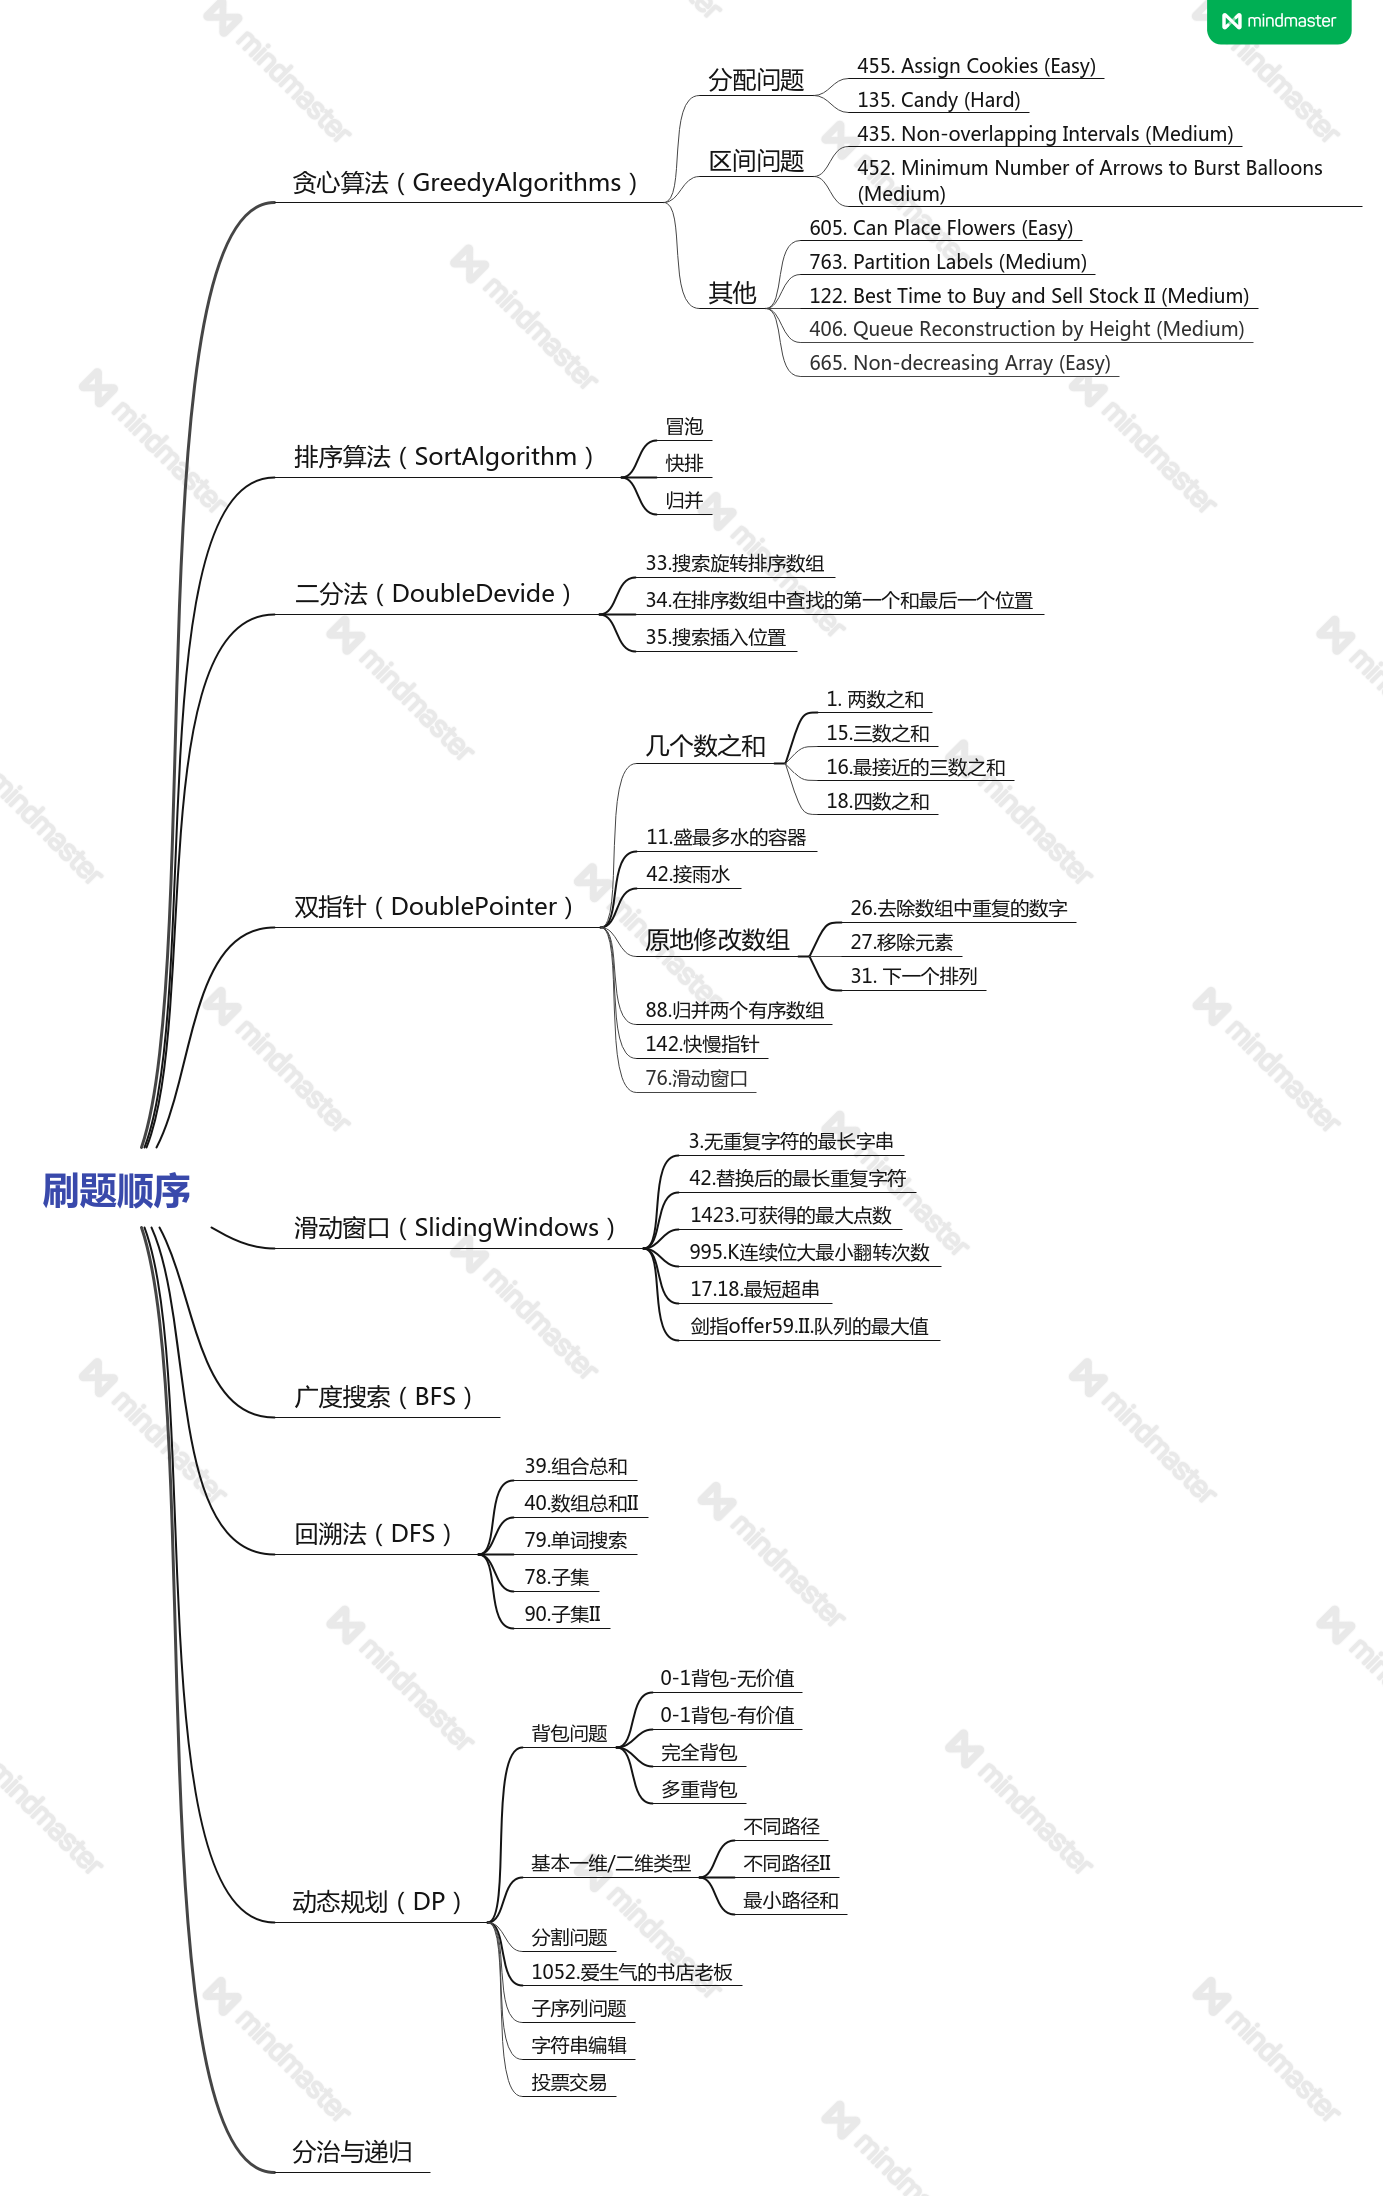 mindmaster
刷题顺序
贪心算法（GreedyAlgorithms）
分配问题
455. Assign Cookies (Easy)
135. Candy (Hard)
区间问题
435. Non-overlapping Intervals (Medium)
452. Minimum Number of Arrows to Burst Balloons
(Medium)
其他
605. Can Place Flowers (Easy)
763. Partition Labels (Medium)
122. Best Time to Buy and Sell Stock II (Medium)
406. Queue Reconstruction by Height (Medium)
665. Non-decreasing Array (Easy)
排序算法（SortAlgorithm）
冒泡
快排
归并
二分法（DoubleDevide）
33.搜索旋转排序数组
34.在排序数组中查找的第一个和最后一个位置
35.搜索插入位置
双指针（DoublePointer）
几个数之和
1. 两数之和
15.三数之和
16.最接近的三数之和
18.四数之和
11.盛最多水的容器
42.接雨水
原地修改数组
26.去除数组中重复的数字
27.移除元素
31. 下一个排列
88.归并两个有序数组
142.快慢指针
76.滑动窗口
滑动窗口（SlidingWindows）
3.无重复字符的最长字串
42.替换后的最长重复字符
1423.可获得的最大点数
995.K连续位大最小翻转次数
17.18.最短超串
剑指offer59.II.队列的最大值
广度搜索（BFS）
回溯法（DFS）
39.组合总和
40.数组总和II
79.单词搜索
78.子集
90.子集II
动态规划（DP）
背包问题
0-1背包-无价值
0-1背包-有价值
完全背包
多重背包
基本一维/二维类型
不同路径
不同路径II
最小路径和
分割问题
1052.爱生气的书店老板
子序列问题
字符串编辑
投票交易
分治与递归